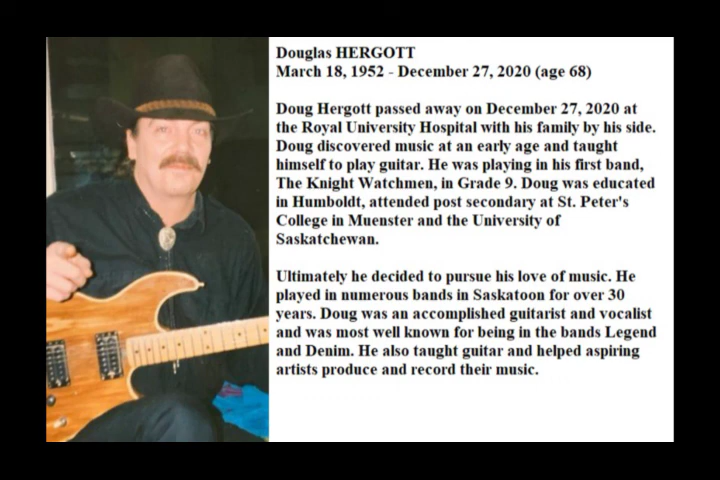 Douglas HERGOTT
March 18, 1952 - December 27, 2020 (age 68)
Doug Hergott passed away on December 27, 2020 at
the Royal University Hospital with his family by his side.
Doug discovered music at an early age and taught
himself to play guitar. He was playing in his first band,
The Knight Watchmen, in Grade 9. Doug was educated
in Humboldt, attended post secondary at St. Peter's
College in Muenster and the University of
Saskatchewan.
Ultimately he decided to pursue his love of music. He
played in numerous bands in Saskatoon for over 30
years. Doug was an accomplished guitarist and vocalist
and was most well known for being in the bands Legend
and Denim. He also taught guitar and helped aspiring
artists produce and record their music.